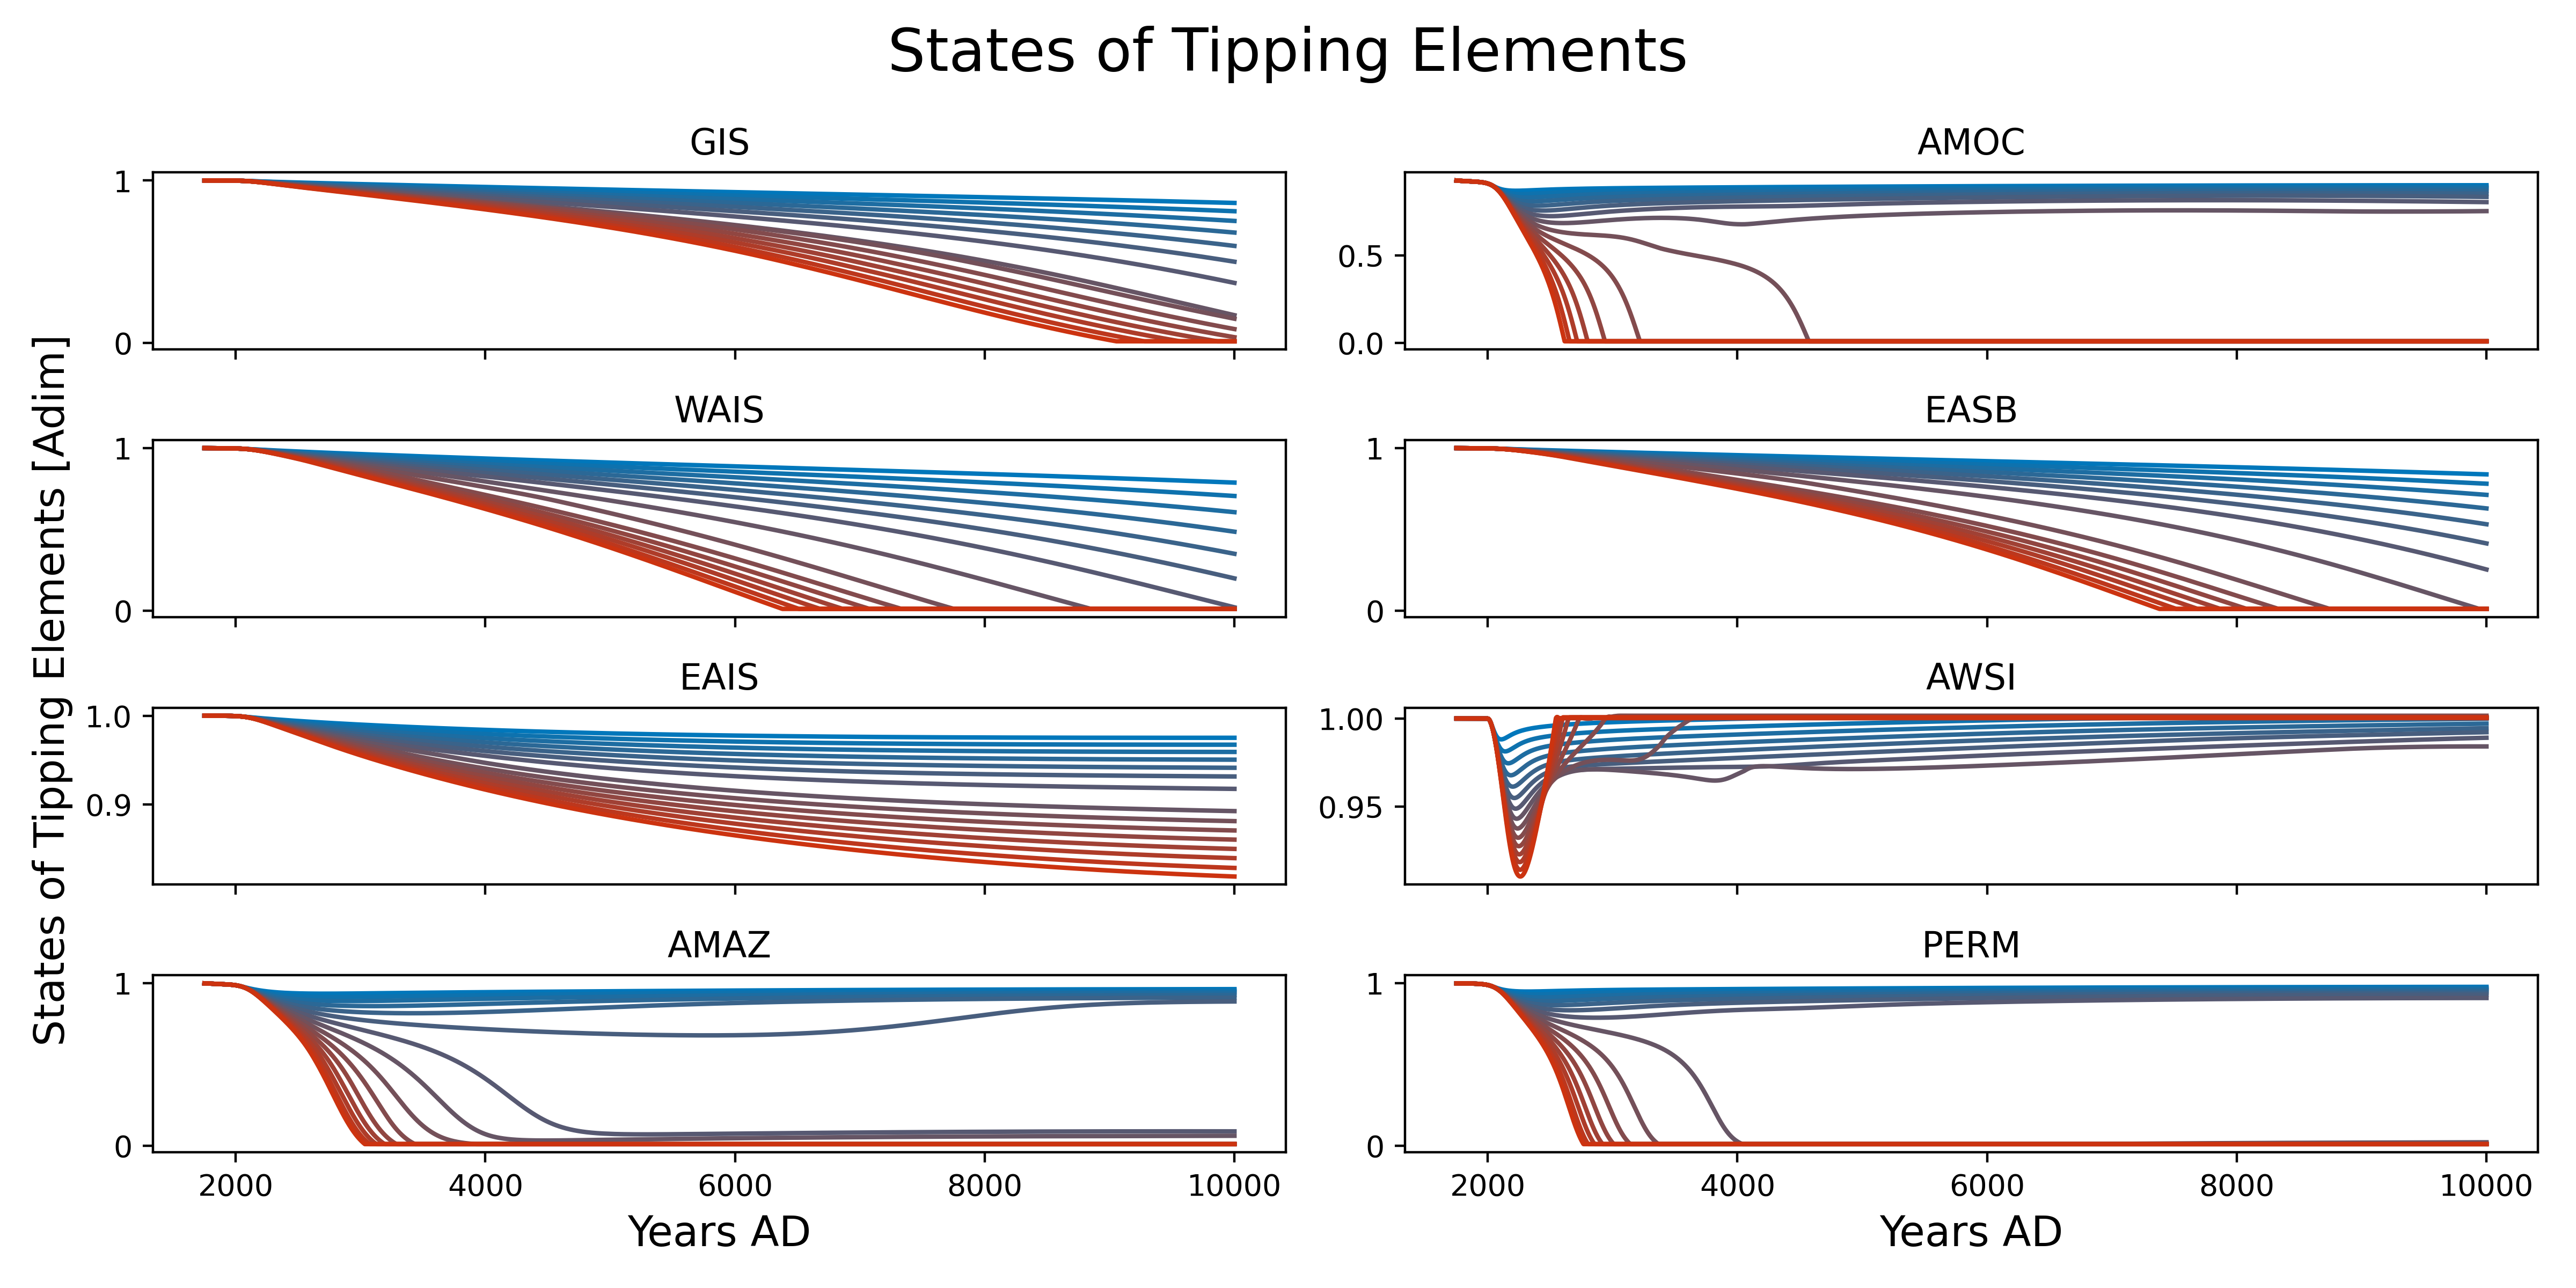 States of Tipping Elements
GIS
1
0
AMOC
0.5
0.0
WAIS
1
0
EASB
1
0
States of Tipping Elements [Adim]
EAIS
1.0
0.9
AWSI
1.00
0.95
AMAZ
1
0
2000 4000 6000 8000 10000
Years AD
PERM
1
0
2000 4000 6000 8000 10000
Years AD